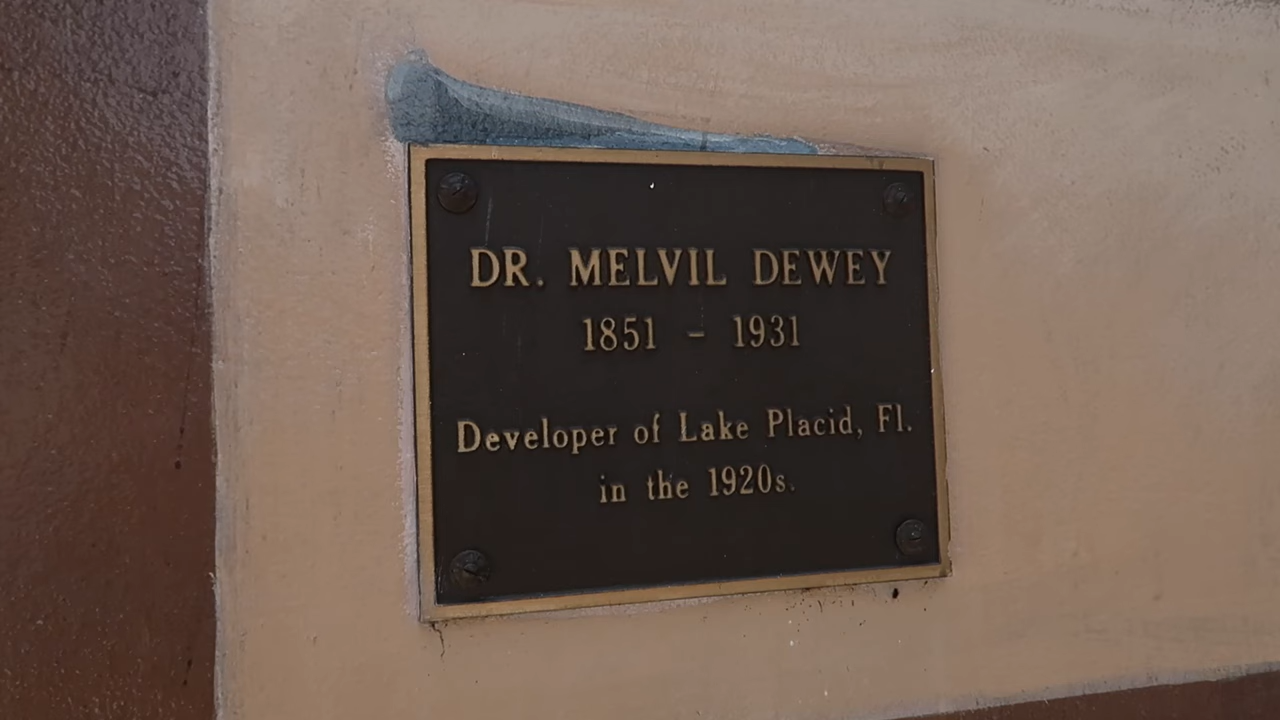 DR. MELVIL DEWEY
1851 - 1931
Developer of Lake Placid, Fl.
in the 1920s.